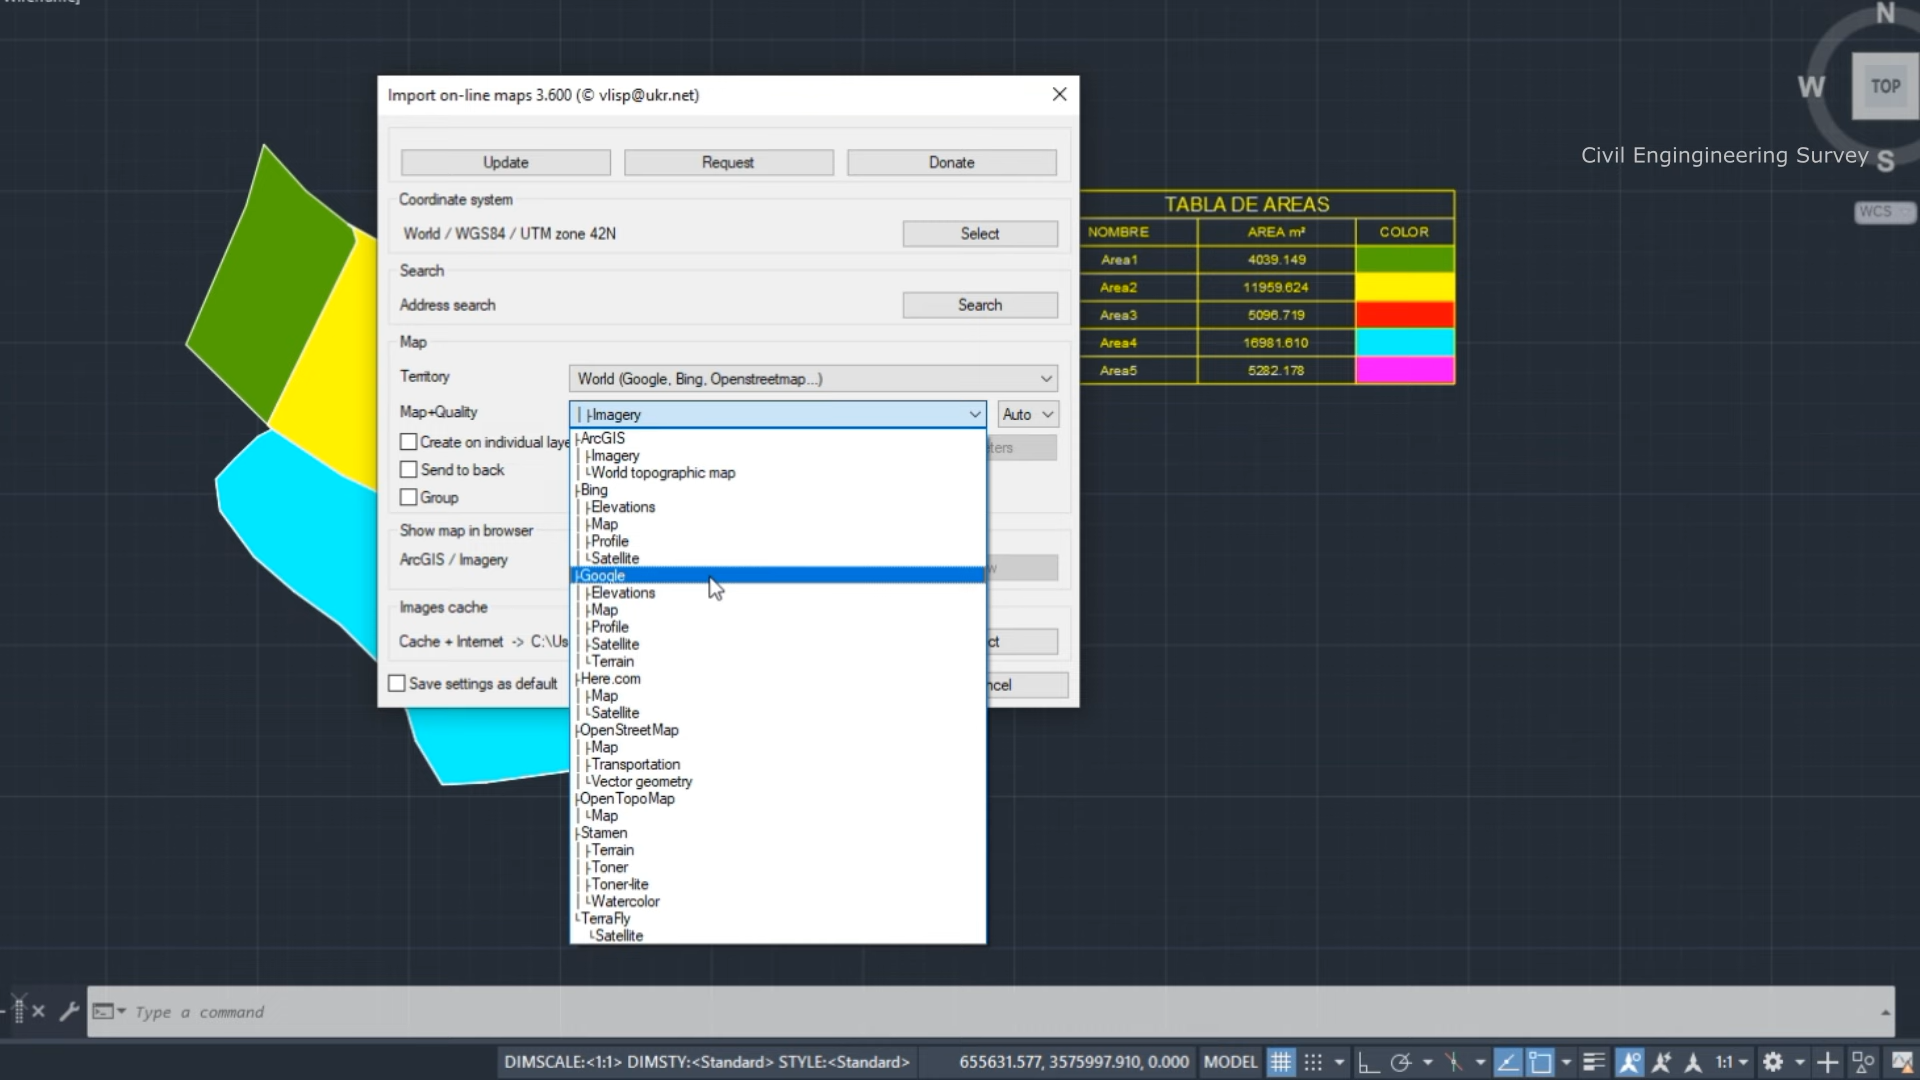 N
W
TOP
Civil Engingineering Survey
S
WCS
Import on-line maps 3.600 (© vlisp@ukr.net)
Update
Request
Donate
Coordinate system
World / WGS84 / UTM zone 42N
Select
Search
Address search
Search
Map
Territory
World (Google, Bing, Openstreetmap...)
Map+Quality
Imagery
Auto
Create on individual laye
ters
Send to back
Group
Show map in browser
ArcGIS / Imagery
w
Images cache
Cache + Internet -> C:\Us
ct
Save settings as default
ncel
ArcGIS
Imagery
World topographic map
Bing
Elevations
Map
Profile
Satellite
Google
Elevations
Map
Profile
Satellite
Terrain
Here.com
Map
Satellite
OpenStreetMap
Map
Transportation
Vector geometry
OpenTopoMap
Map
Stamen
Terrain
Toner
Toner-lite
Watercolor
TerraFly
Satellite
TABLA DE AREAS
NOMBRE AREA m² COLOR
Area1 4039.149
Area2 11959.624
Area3 5096.719
Area4 16981.610
Area5 5282.178
Type a command
DIMSCALE:<1:1> DIMSTY:<Standard> STYLE:<Standard>
655631.577, 3575997.910, 0.000
MODEL
1:1